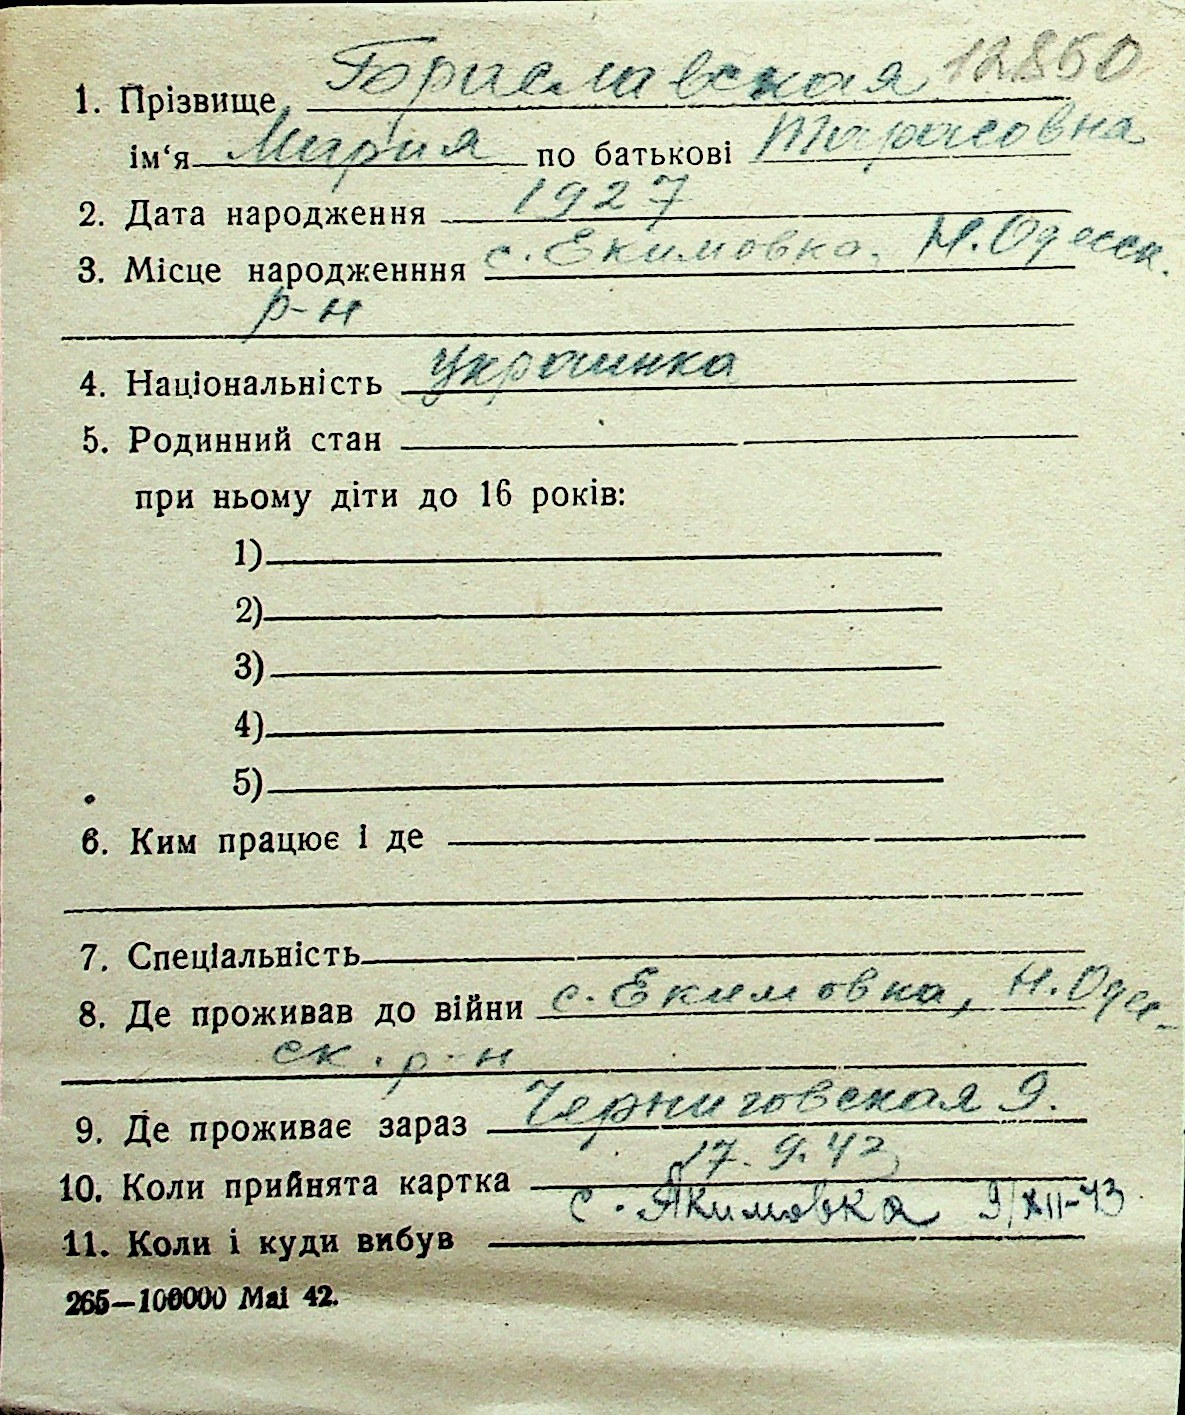 1. Прізвище Бориславская 12850
ім‘я Мария по батькові Тарасовна
2. Дата народження 1927
3. Місце народженння с. Екимовка, Н. Одесск.
р-н
4. Національність украинка
5. Родинний стан
при ньому діти до 16 років:
1)
2)
3)
4)
5)
6. Ким працює і де
7. Спеціальність
8. Де проживав до війни с. Екимовка, Н. Одес-
ск. р-н
9. Де проживає зараз Черниговская 9.
10. Коли прийнята картка 17.9.42
11. Коли і куди вибув с. Якимовка 9/XII-43
265—100000 Mai 42.